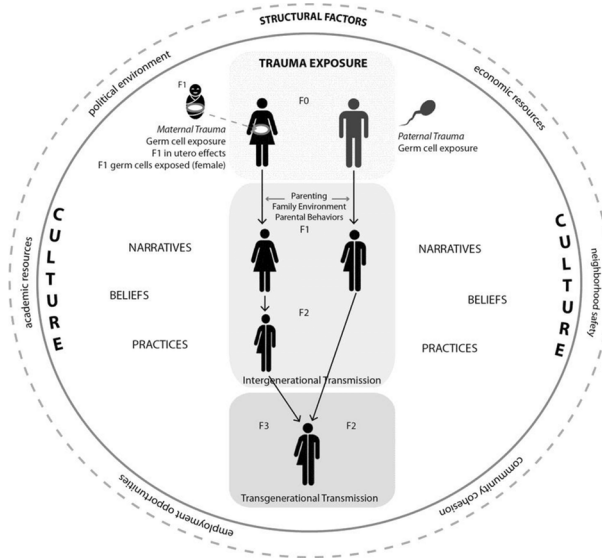 STRUCTURAL FACTORS
political environment
economic resources
TRAUMA EXPOSURE
F1
F0
Maternal Trauma
Germ cell exposure
F1 in utero effects
F1 germ cells exposed (female)
Paternal Trauma
Germ cell exposure
Parenting
Family Environment
Parental Behaviors
F1
CULTURE
NARRATIVES
BELIEFS
PRACTICES
academic resources
NARRATIVES
BELIEFS
PRACTICES
CULTURE
neighborhood safety
F2
Intergenerational Transmission
F3
F2
Transgenerational Transmission
employment opportunities
community cohesion